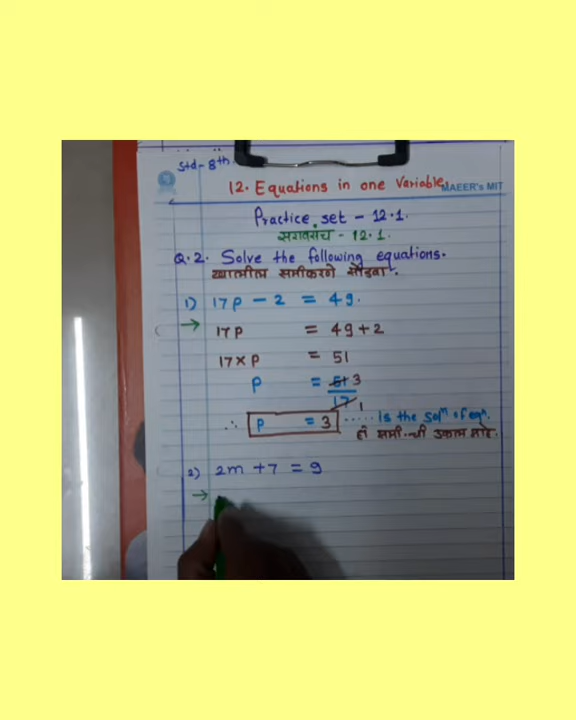 Std - 8th
12. Equations in one Variable.
MAEER's MIT
Practice set - 12.1.
सरावसंच - 12.1.
Q.2. Solve the following equations.
खालील समीकरणे सोडवा.
1) 17p - 2 = 49.
→ 17p = 49 + 2
17 × p = 51
p = 51 3
17 1
∴ p = 3 ..... is the solⁿ of eqⁿ.
ही समी. ची उकल आहे.
2) 2m + 7 = 9
→